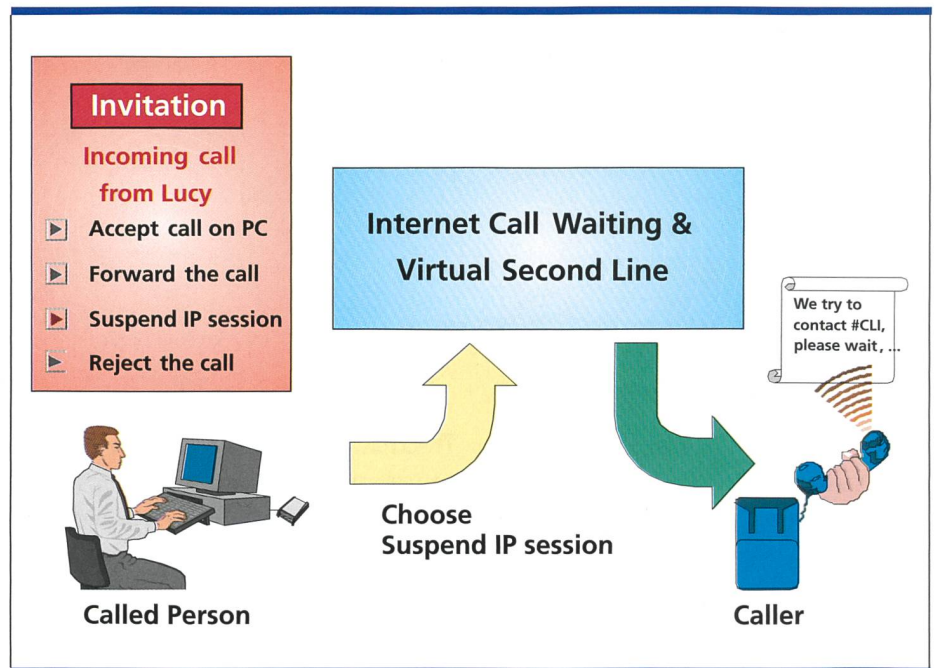 Invitation
Incoming call
from Lucy
Accept call on PC
Forward the call
Suspend IP session
Reject the call
Internet Call Waiting &
Virtual Second Line
We try to
contact #CLI,
please wait, ...
Choose
Suspend IP session
Called Person
Caller